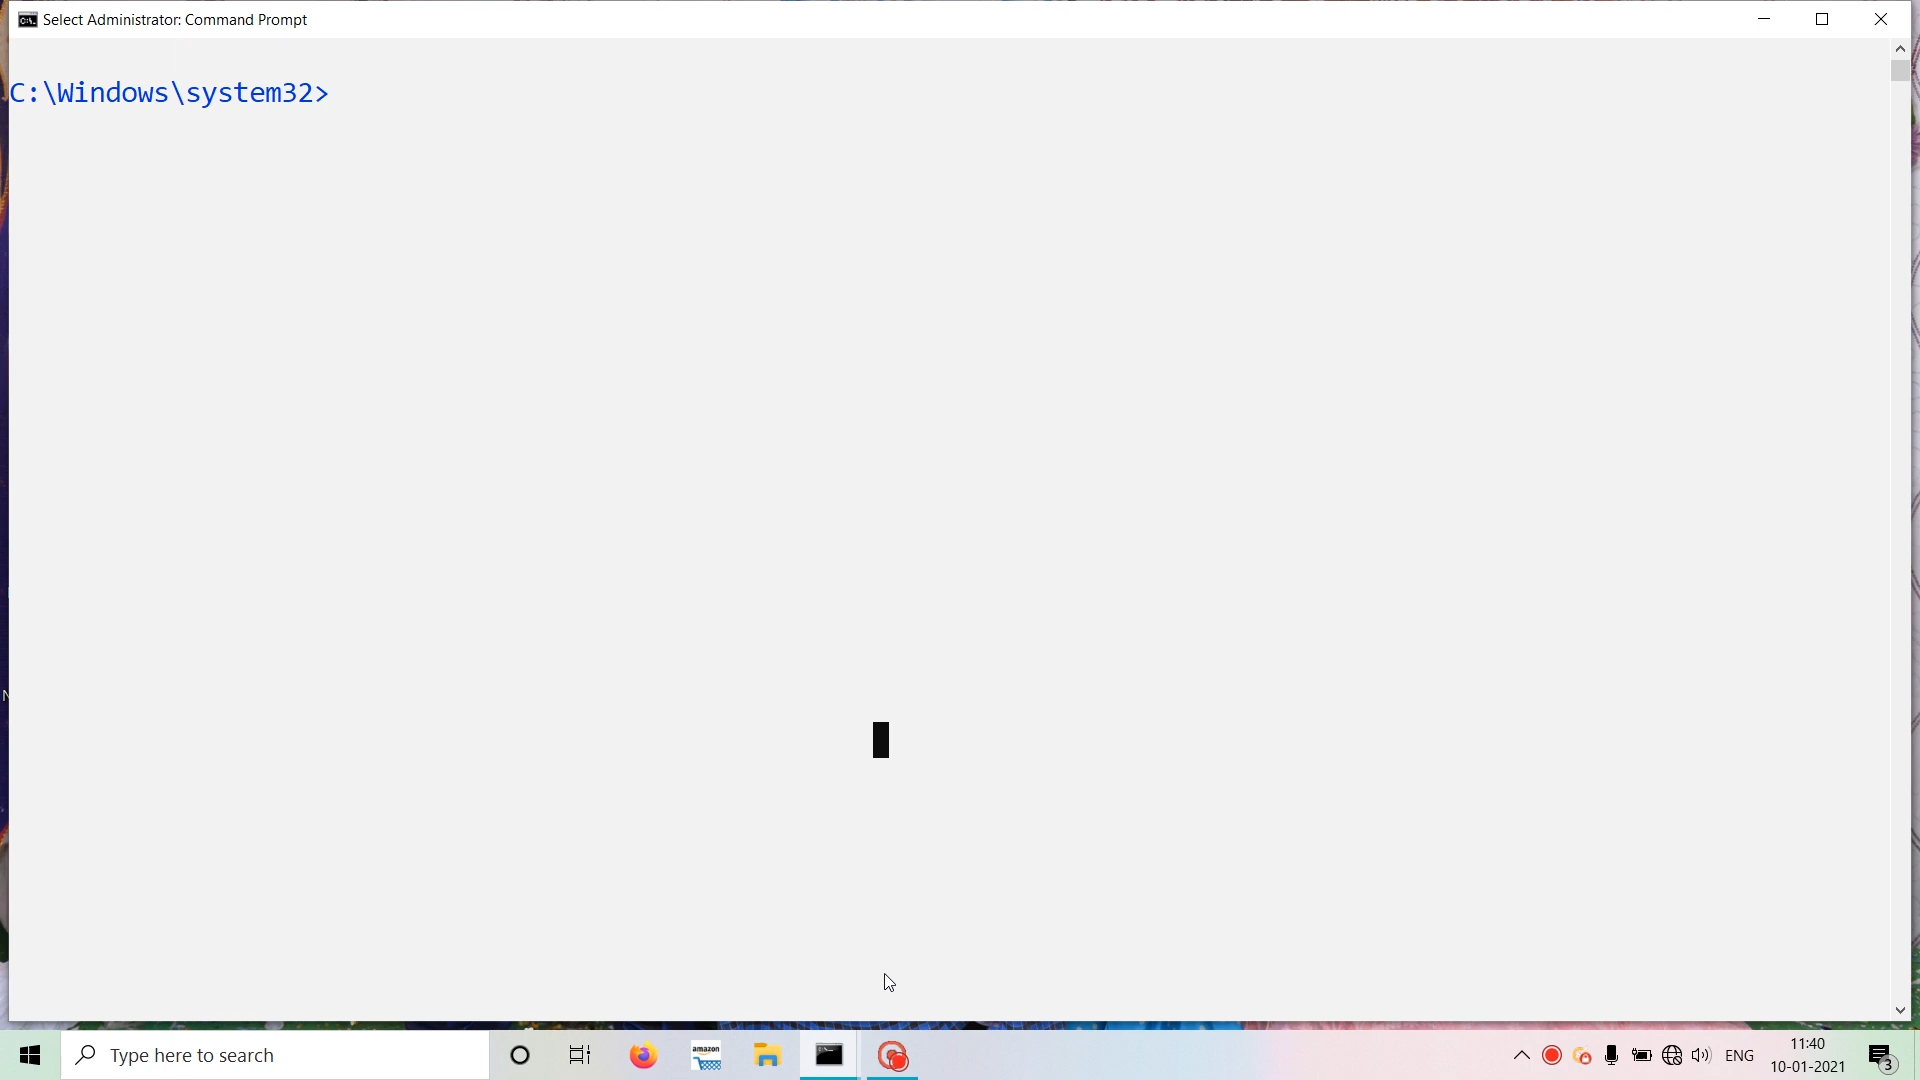 Select Administrator: Command Prompt
C:\Windows\system32>
N
Type here to search
amazon
ENG
11:40
10-01-2021
3